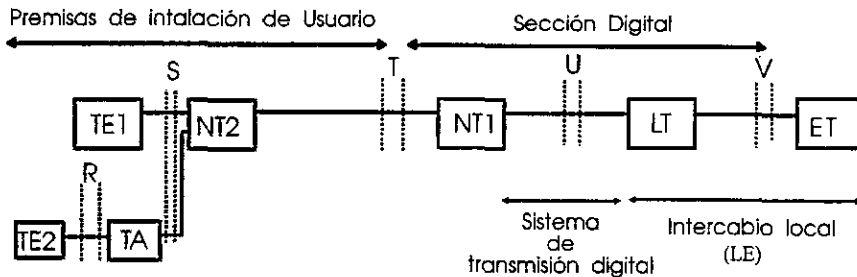 Premisas de intalación de Usuario
Sección Digital
S
T
U
V
TE1
NT2
NT1
LT
ET
R
TE2
TA
Sistema
de
transmisión digital
Intercabio local
(LE)